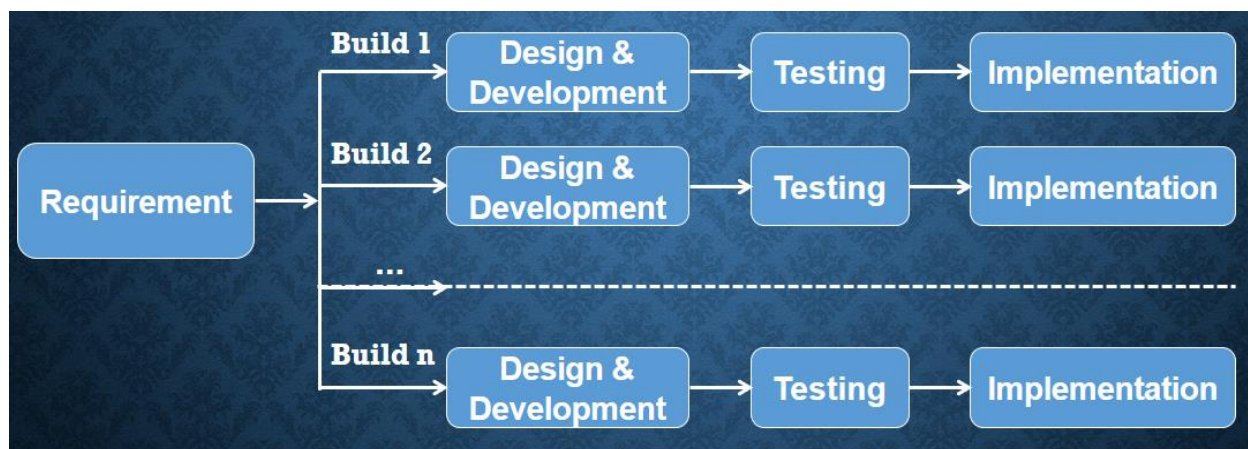 Build 1
Design &
Development
Testing
Implementation
Requirement
Build 2
Design &
Development
Testing
Implementation
...
Build n
Design &
Development
Testing
Implementation